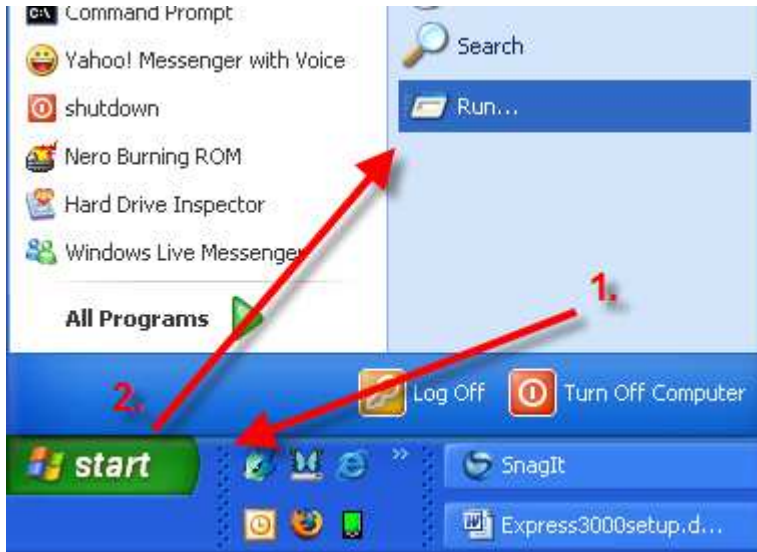 Command Prompt
Yahoo! Messenger with Voice
shutdown
Nero Burning ROM
Hard Drive Inspector
Windows Live Messenger
All Programs
Search
Run...
1.
2.
Log Off
Turn Off Computer
start
»
SnagIt
Express3000setup.d...